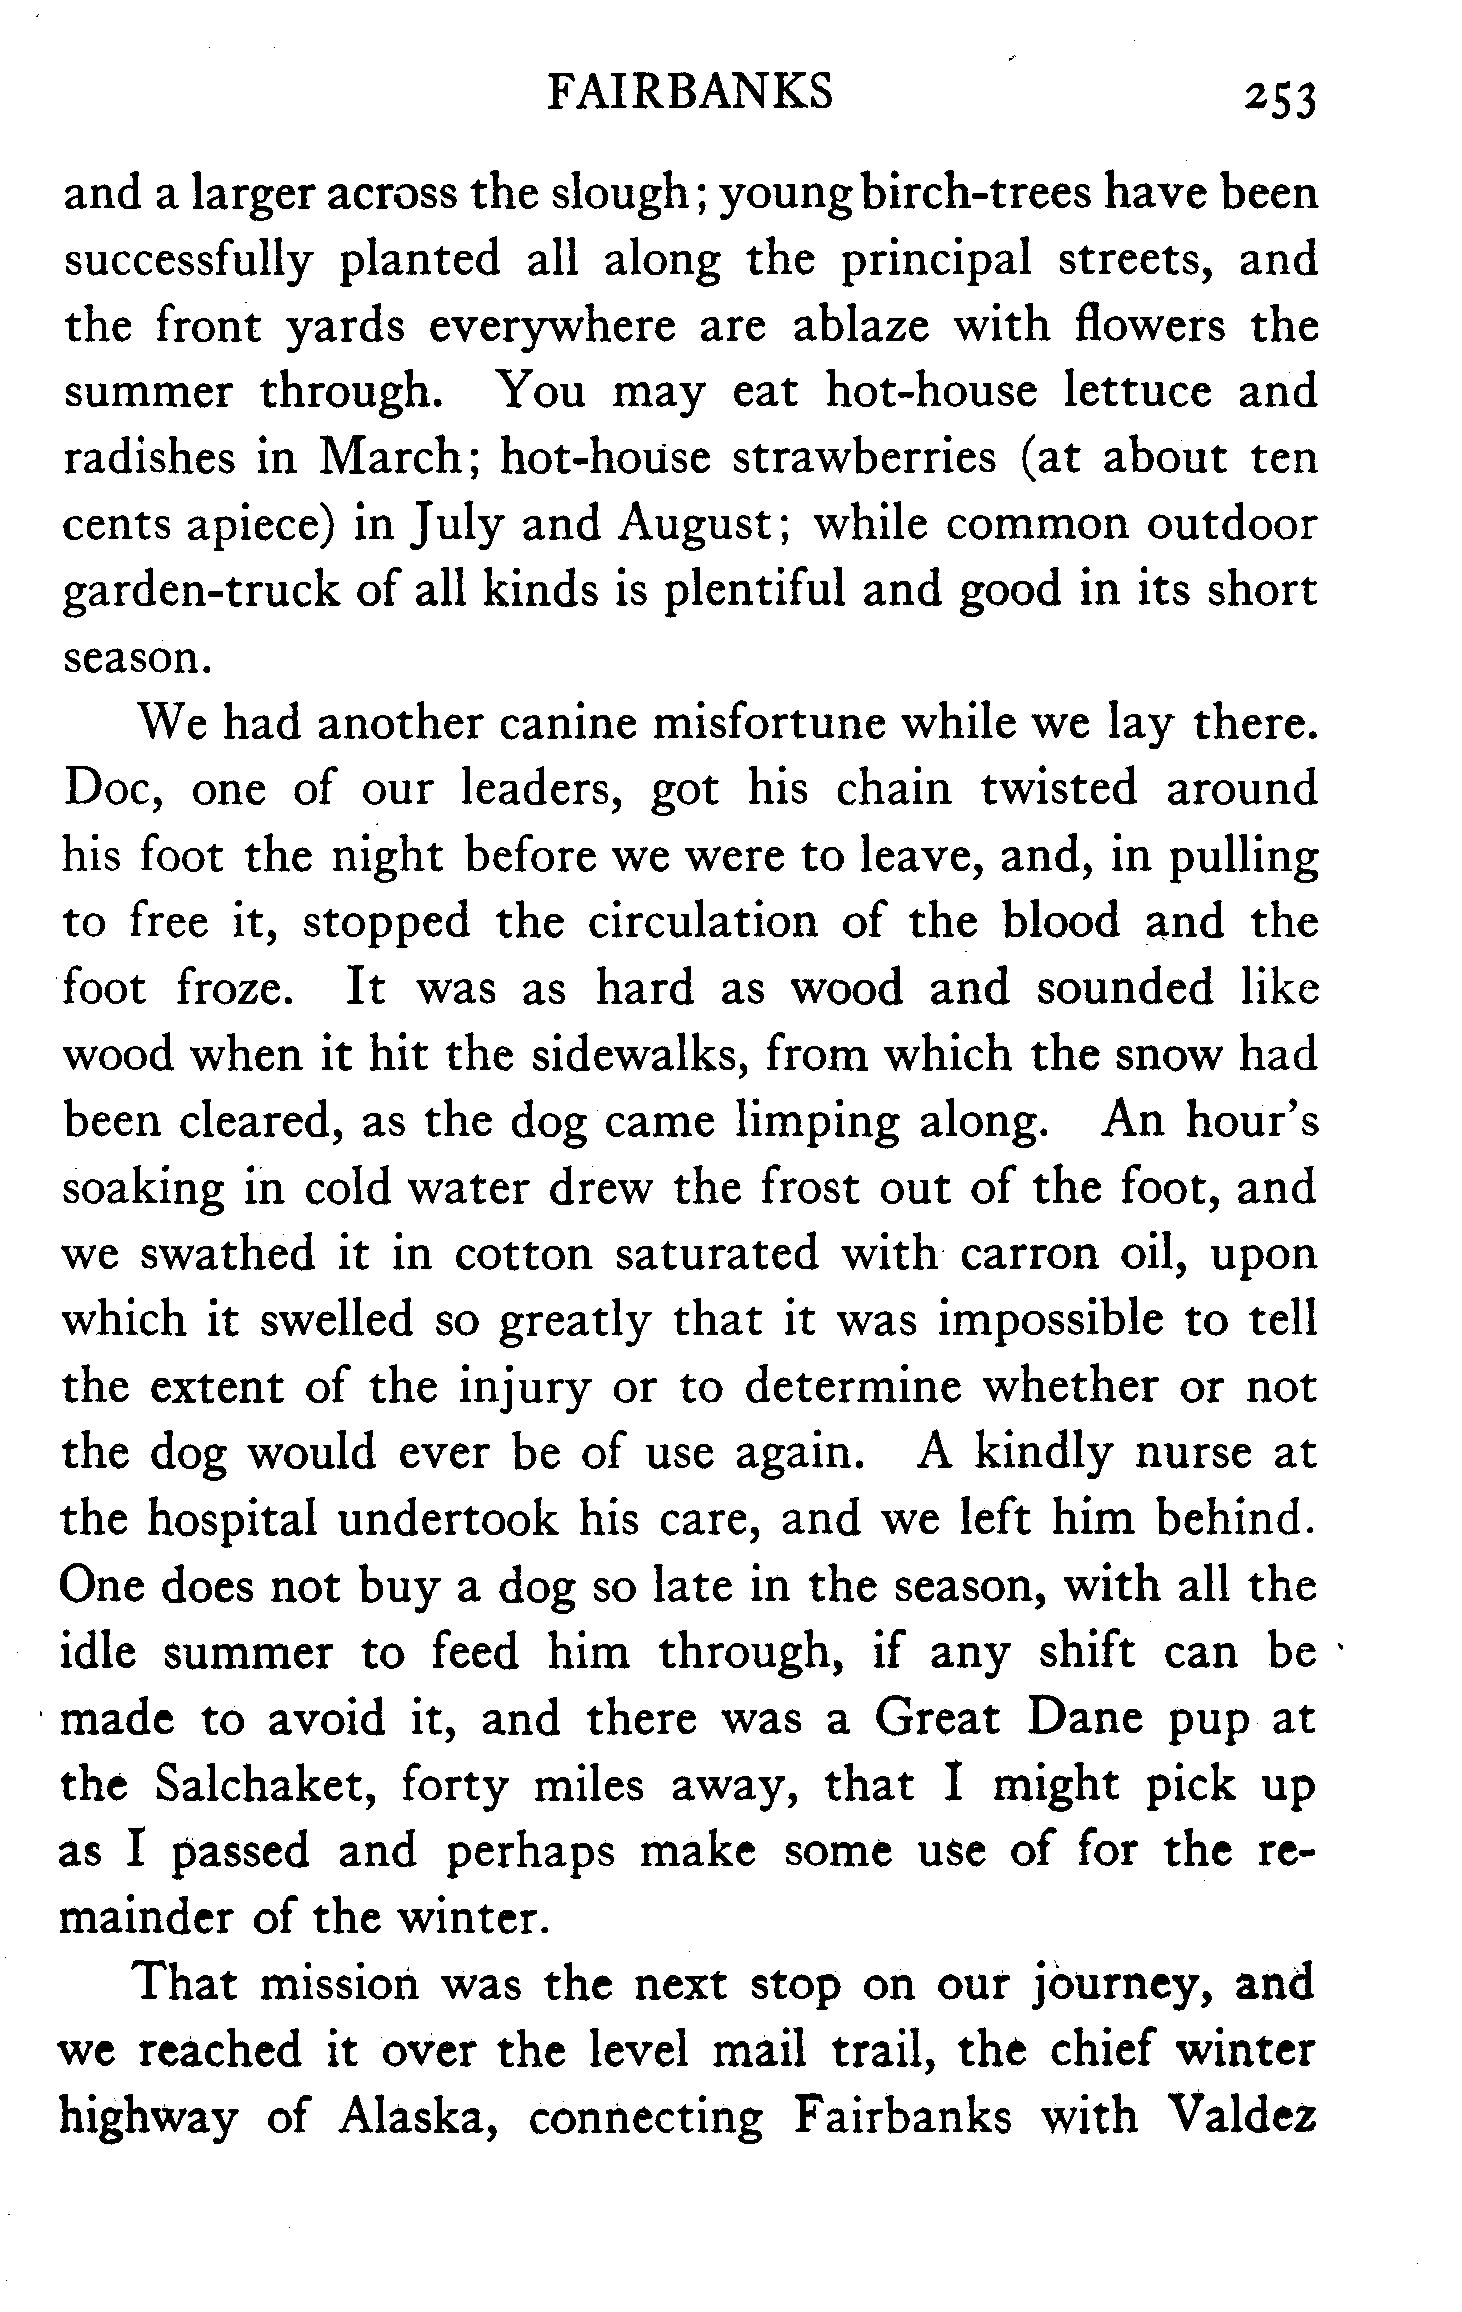 FAIRBANKS 253
and a larger across the slough; young birch-trees have been
successfully planted all along the principal streets, and
the front yards everywhere are ablaze with flowers the
summer through. You may eat hot-house lettuce and
radishes in March; hot-house strawberries (at about ten
cents apiece) in July and August; while common outdoor
garden-truck of all kinds is plentiful and good in its short
season.
We had another canine misfortune while we lay there.
Doc, one of our leaders, got his chain twisted around
his foot the night before we were to leave, and, in pulling
to free it, stopped the circulation of the blood and the
foot froze. It was as hard as wood and sounded like
wood when it hit the sidewalks, from which the snow had
been cleared, as the dog came limping along. An hour's
soaking in cold water drew the frost out of the foot, and
we swathed it in cotton saturated with carron oil, upon
which it swelled so greatly that it was impossible to tell
the extent of the injury or to determine whether or not
the dog would ever be of use again. A kindly nurse at
the hospital undertook his care, and we left him behind.
One does not buy a dog so late in the season, with all the
idle summer to feed him through, if any shift can be
made to avoid it, and there was a Great Dane pup at
the Salchaket, forty miles away, that I might pick up
as I passed and perhaps make some use of for the re-
mainder of the winter.
That mission was the next stop on our journey, and
we reached it over the level mail trail, the chief winter
highway of Alaska, connecting Fairbanks with Valdez